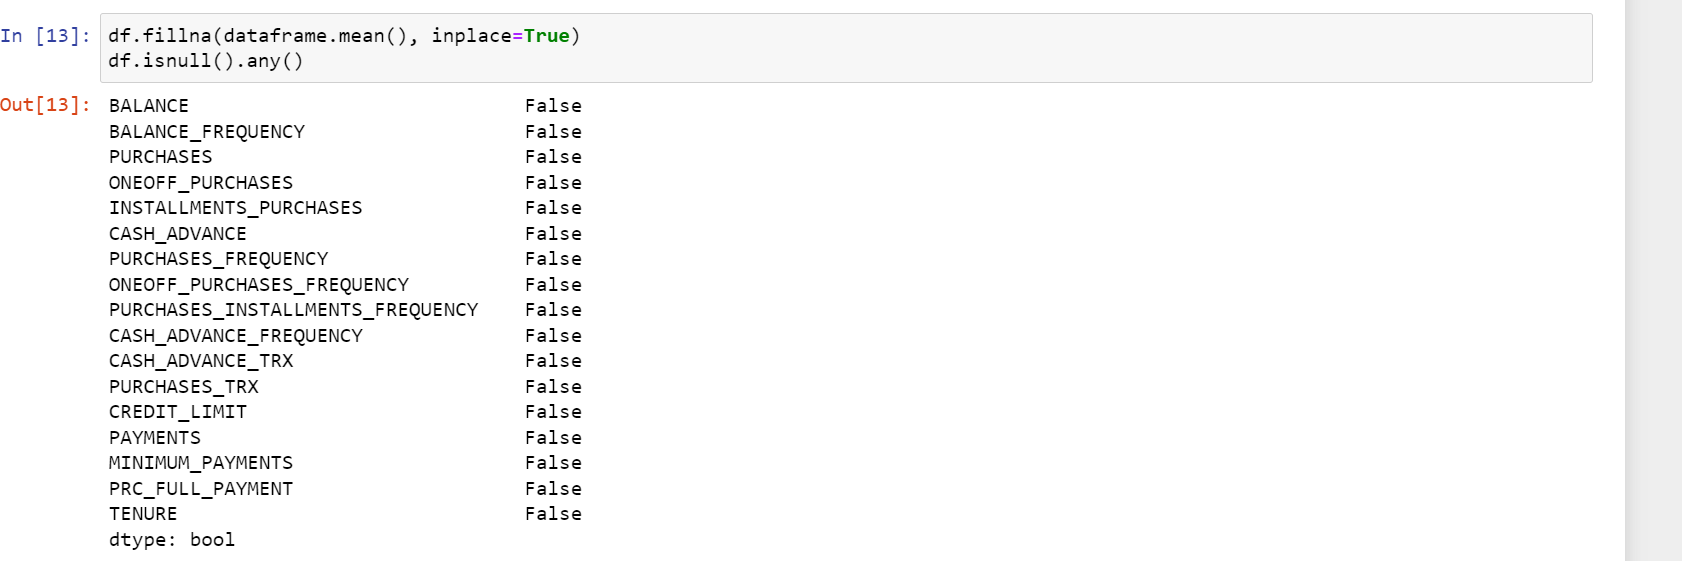 In [13]: df.fillna(dataframe.mean(), inplace=True)
df.isnull().any()
Out[13]: BALANCE False
BALANCE_FREQUENCY False
PURCHASES False
ONEOFF_PURCHASES False
INSTALLMENTS_PURCHASES False
CASH_ADVANCE False
PURCHASES_FREQUENCY False
ONEOFF_PURCHASES_FREQUENCY False
PURCHASES_INSTALLMENTS_FREQUENCY False
CASH_ADVANCE_FREQUENCY False
CASH_ADVANCE_TRX False
PURCHASES_TRX False
CREDIT_LIMIT False
PAYMENTS False
MINIMUM_PAYMENTS False
PRC_FULL_PAYMENT False
TENURE False
dtype: bool